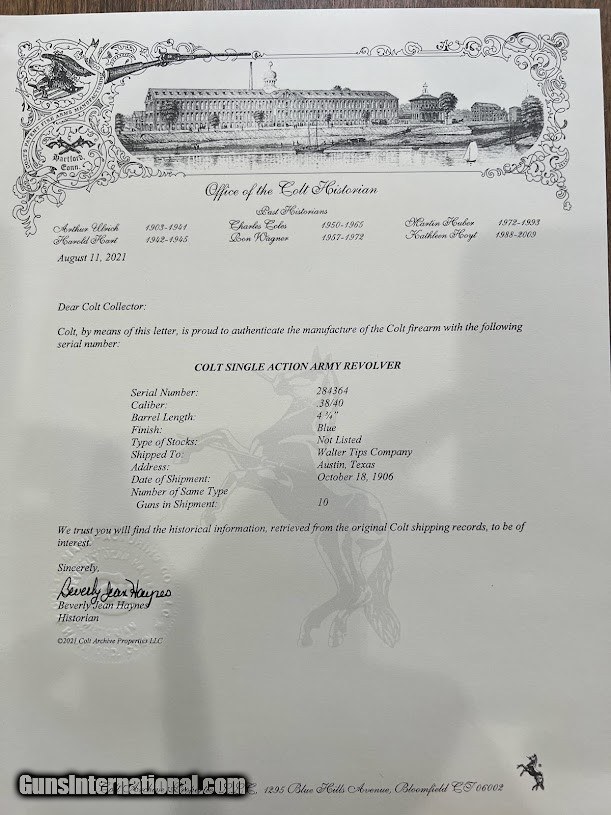 Hartford,
Conn.
Office of the Colt Historian
Past Historians
Arthur Ulrich 1903-1941 Charles Coles 1950-1965 Martin Huber 1972-1993
Harold Hart 1942-1945 Ron Wagner 1957-1972 Kathleen Hoyt 1988-2009
August 11, 2021
Dear Colt Collector:
Colt, by means of this letter, is proud to authenticate the manufacture of the Colt firearm with the following
serial number:
COLT SINGLE ACTION ARMY REVOLVER
Serial Number: 284364
Caliber: .38/40
Barrel Length: 4 ¾"
Finish: Blue
Type of Stocks: Not Listed
Shipped To: Walter Tips Company
Address: Austin, Texas
Date of Shipment: October 18, 1906
Number of Same Type
Guns in Shipment: 10
We trust you will find the historical information, retrieved from the original Colt shipping records, to be of
interest.
Sincerely,
Beverly Jean Haynes
Beverly Jean Haynes
Historian
©2021 Colt Archive Properties LLC
GunsInternational.com
1295 Blue Hills Avenue, Bloomfield CT 06002